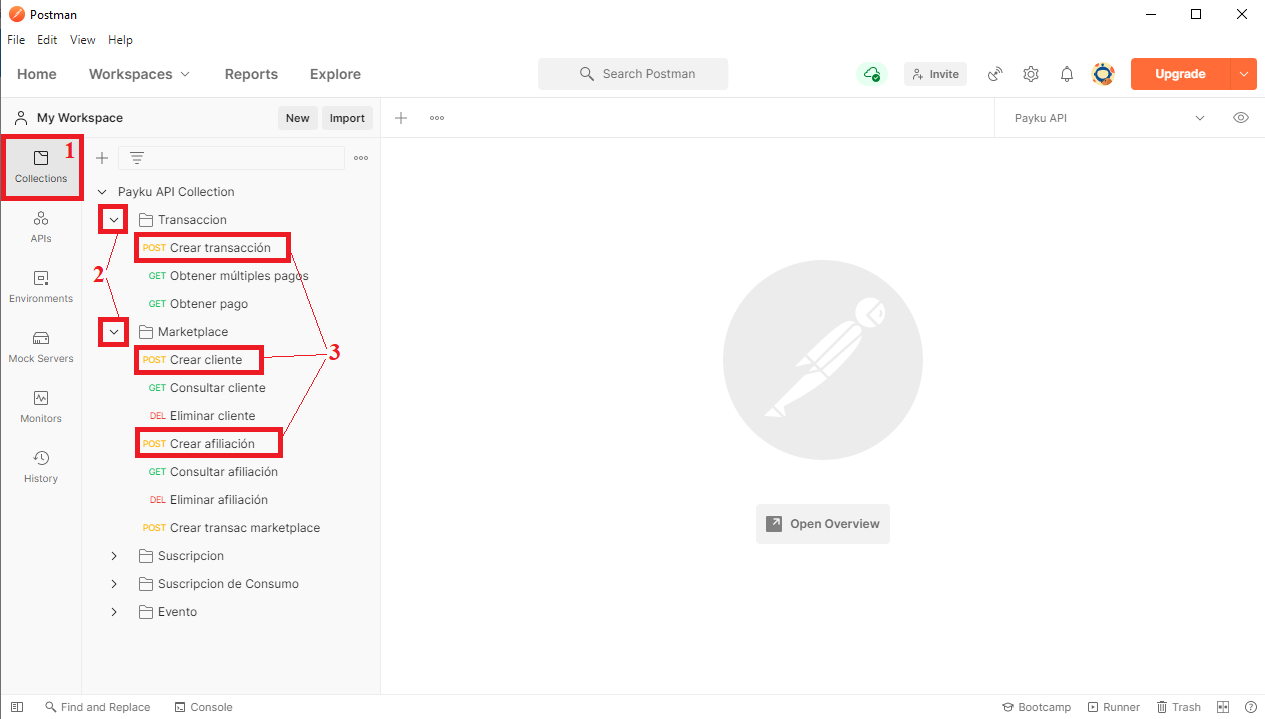 Postman
File Edit View Help
Home Workspaces Reports Explore Search Postman Invite Upgrade
My Workspace New Import Payku API
1
Collections
Payku API Collection
Transaccion
APIs
POST Crear transacción
2
GET Obtener múltiples pagos
Environments
GET Obtener pago
Marketplace
3
Mock Servers
POST Crear cliente
GET Consultar cliente
DEL Eliminar cliente
Monitors
POST Crear afiliación
GET Consultar afiliación
History
DEL Eliminar afiliación
POST Crear transac marketplace
Open Overview
Suscripcion
Suscripcion de Consumo
Evento
Find and Replace Console Bootcamp Runner Trash